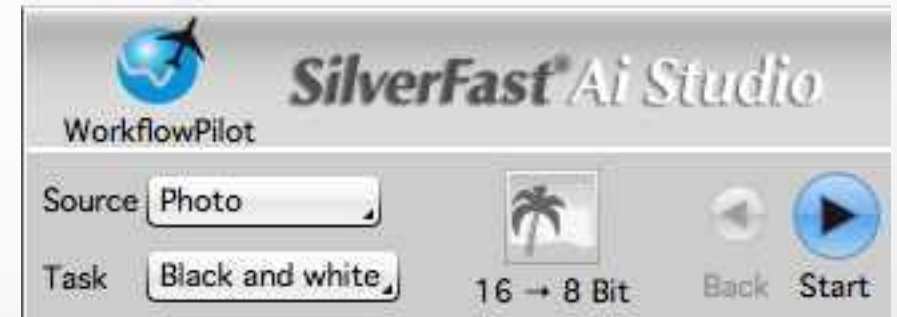 SilverFast® Ai Studio
WorkflowPilot
Source Photo
Task Black and white
16 → 8 Bit
Back Start